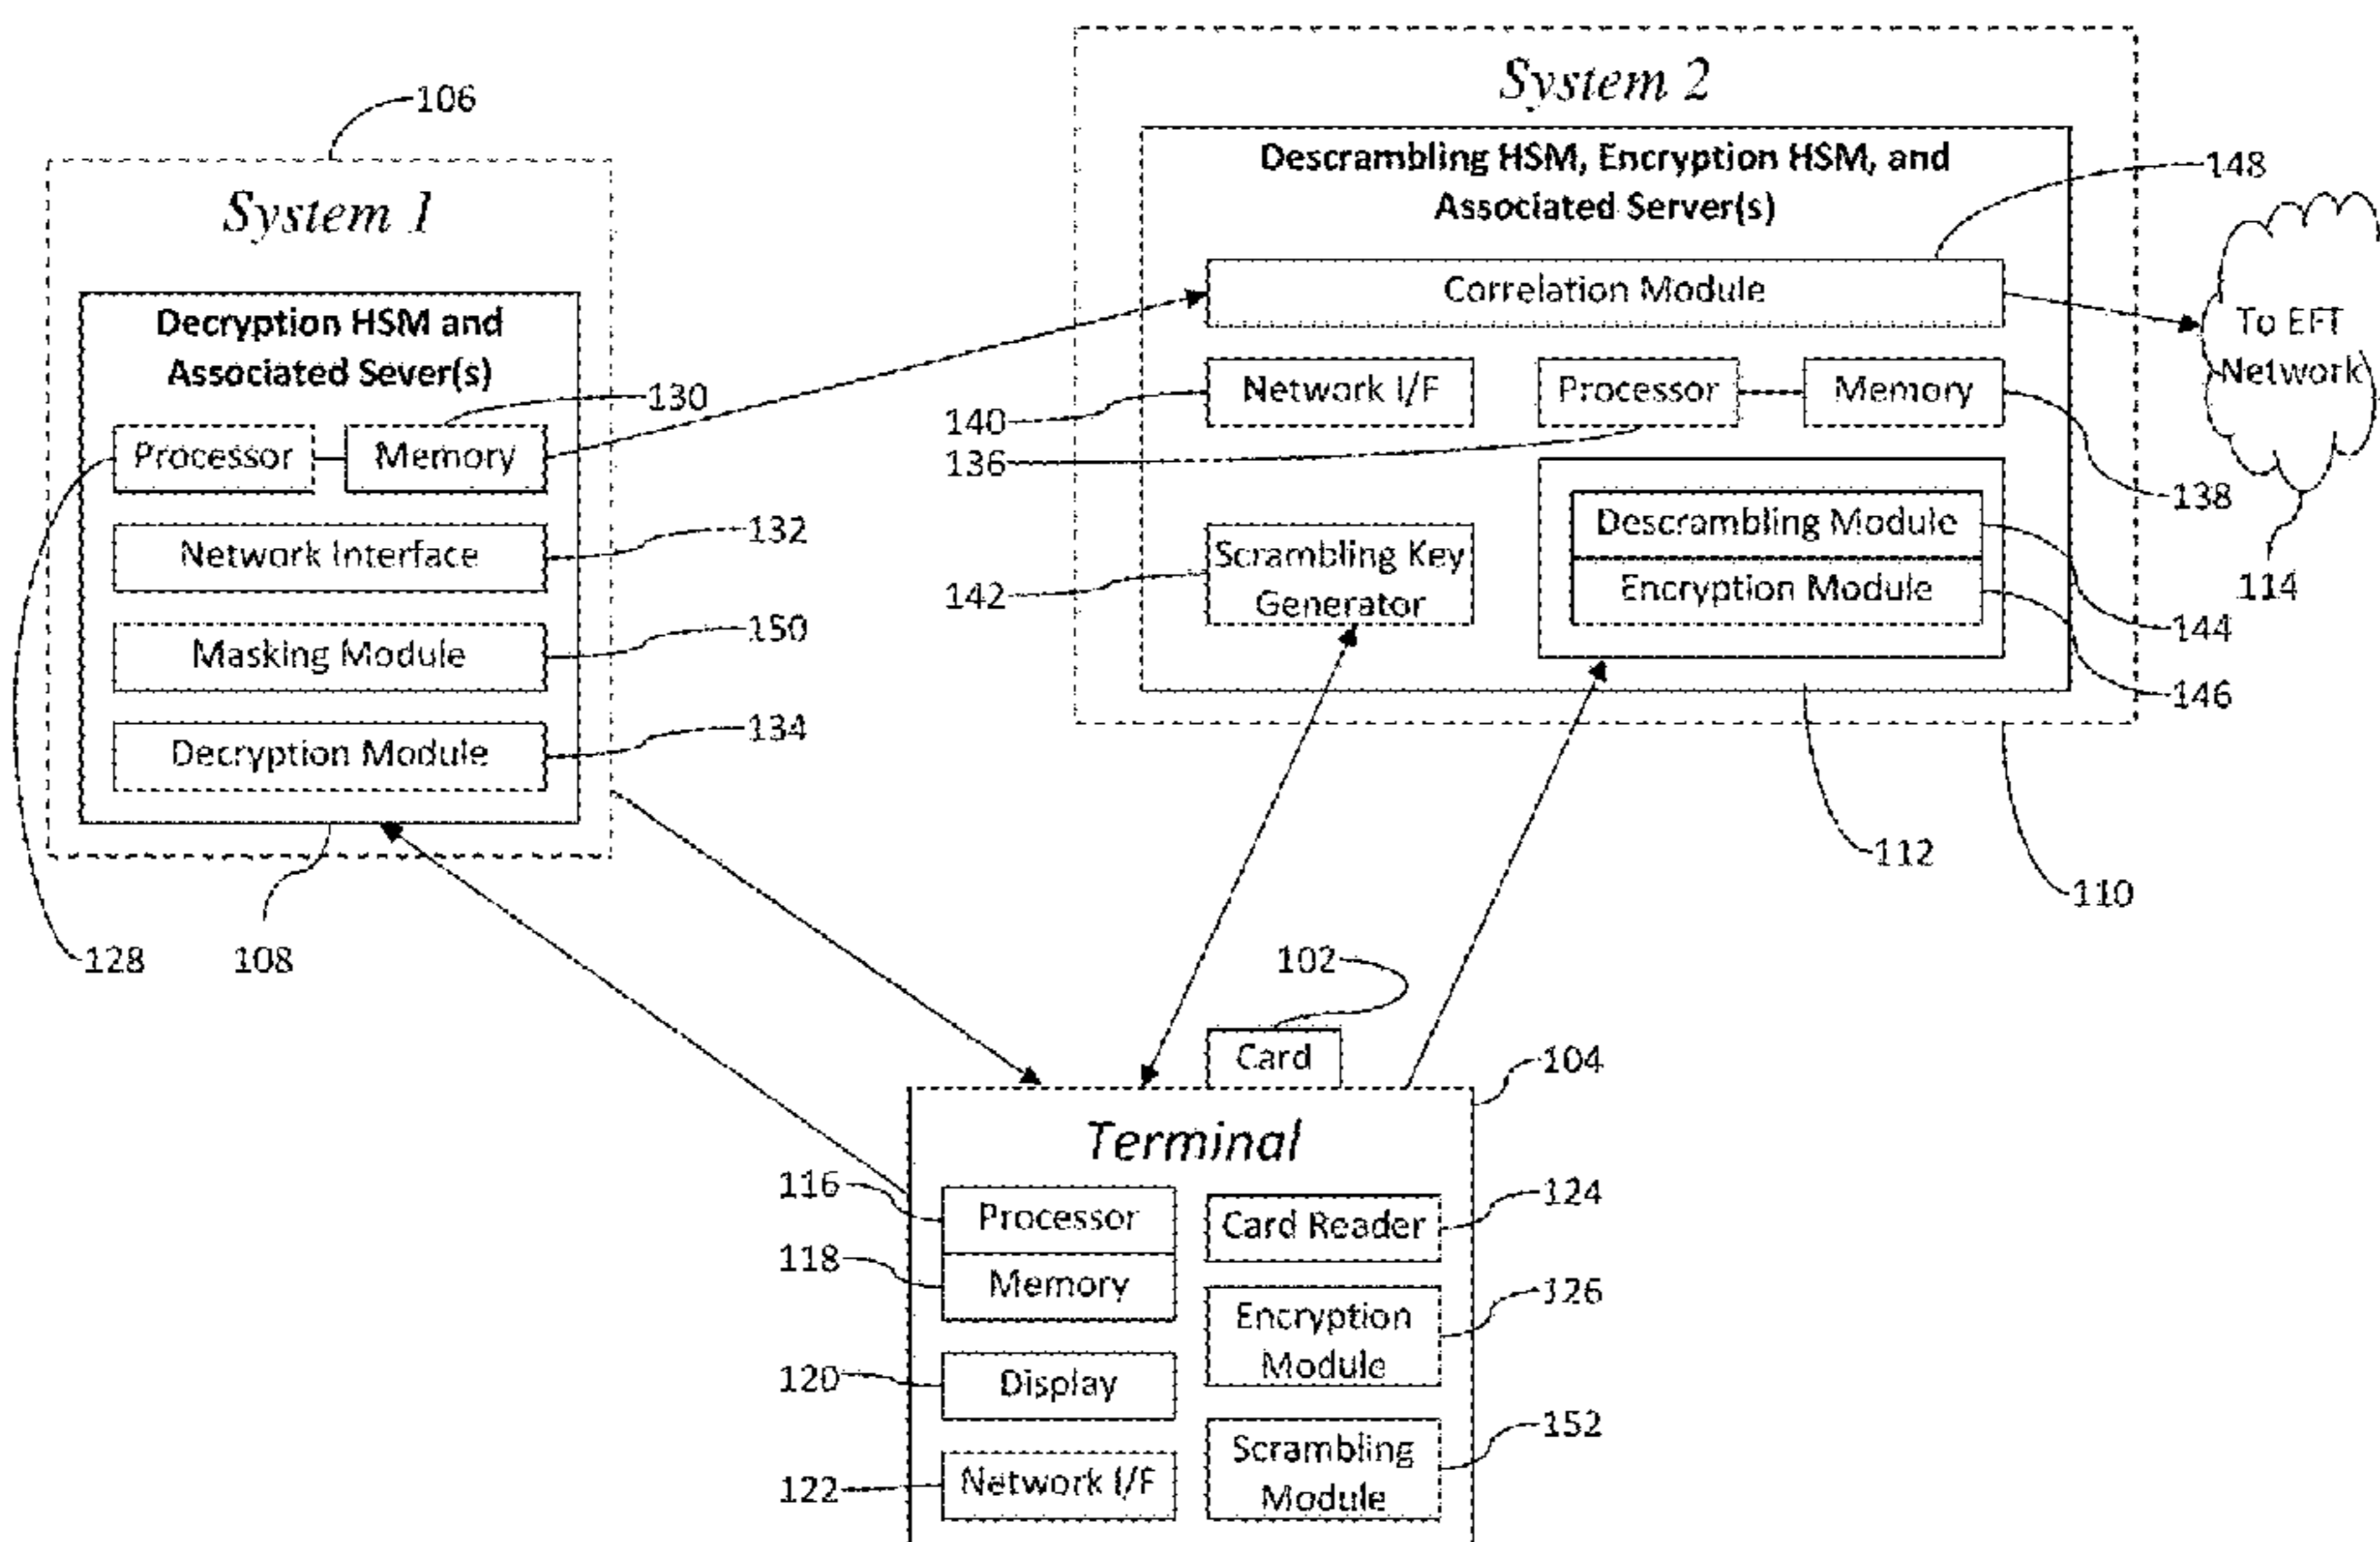 106
System 1
Decryption HSM and
Associated Sever(s)
130
Processor
Memory
Network Interface
132
Masking Module
150
Decryption Module
134
128
108
System 2
Descrambling HSM, Encryption HSM, and
Associated Server(s)
148
Correlation Module
To EFT
Network
114
Network I/F
Processor
Memory
140
136
138
Scrambling Key
Generator
142
Descrambling Module
Encryption Module
144
146
112
110
102
Card
104
Terminal
116
Processor
118
Memory
120
Display
122
Network I/F
Card Reader
124
Encryption
Module
126
Scrambling
Module
152